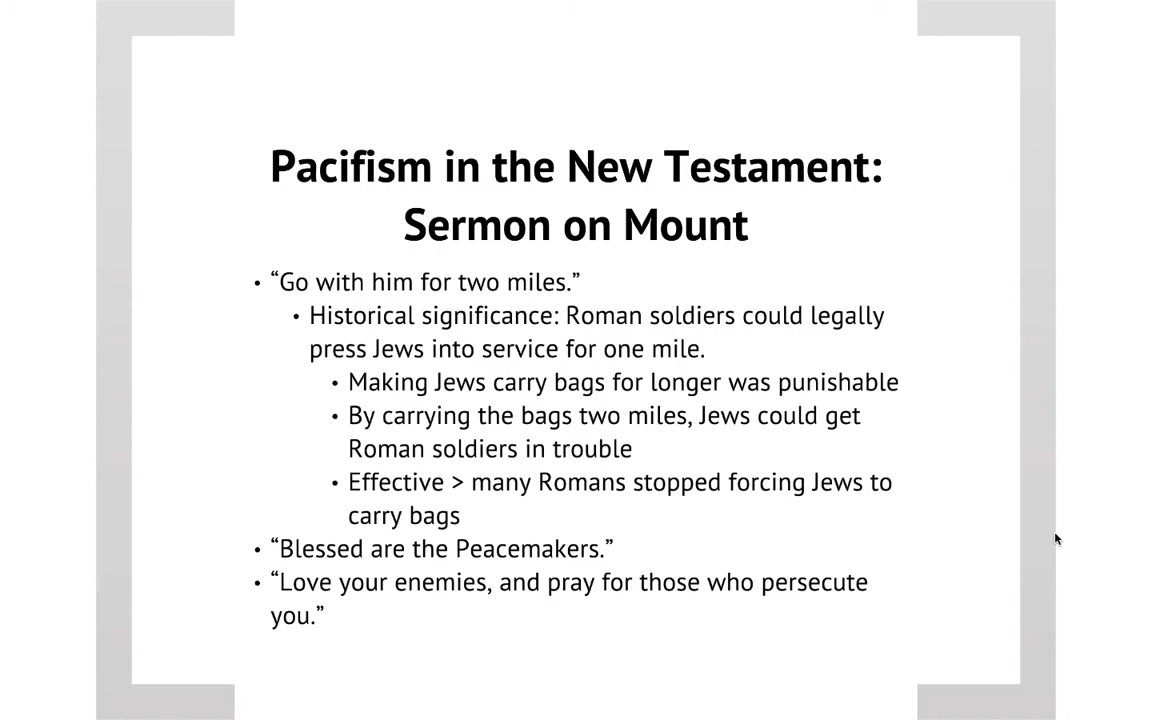 Pacifism in the New Testament:
Sermon on Mount
• “Go with him for two miles.”
• Historical significance: Roman soldiers could legally
press Jews into service for one mile.
• Making Jews carry bags for longer was punishable
• By carrying the bags two miles, Jews could get
Roman soldiers in trouble
• Effective > many Romans stopped forcing Jews to
carry bags
• “Blessed are the Peacemakers.”
• “Love your enemies, and pray for those who persecute
you.”